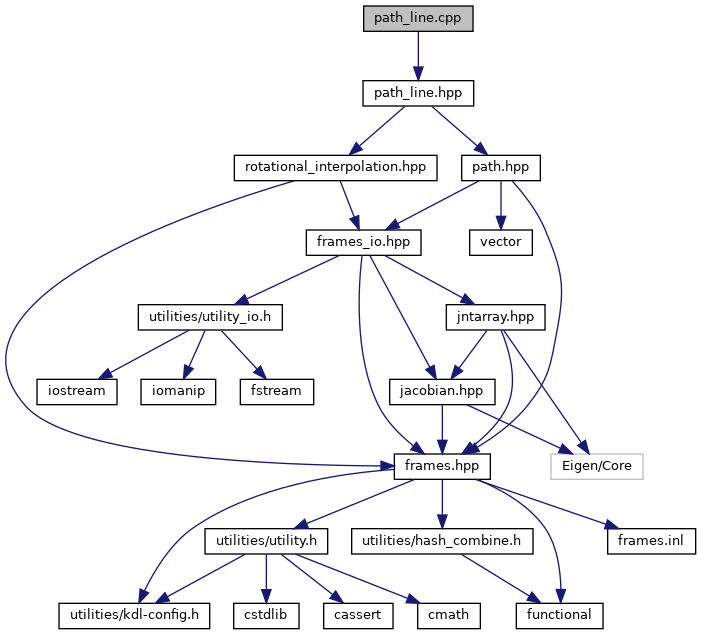 path_line.cpp
path_line.hpp
rotational_interpolation.hpp
path.hpp
frames_io.hpp
vector
utilities/utility_io.h
jntarray.hpp
iostream
iomanip
fstream
jacobian.hpp
frames.hpp
Eigen/Core
utilities/utility.h
utilities/hash_combine.h
frames.inl
utilities/kdl-config.h
cstdlib
cassert
cmath
functional